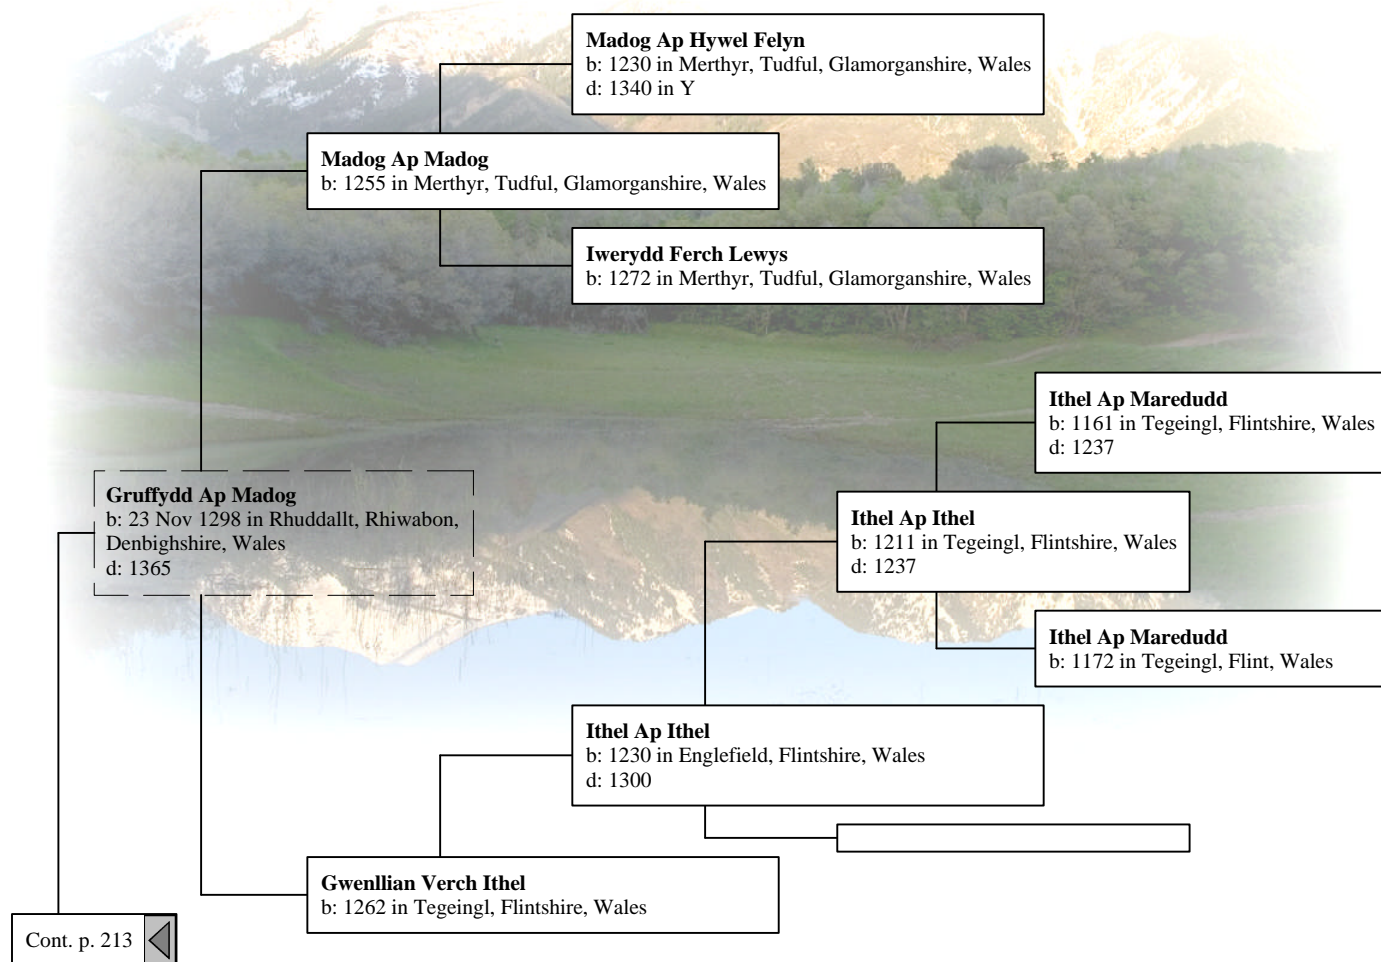 Madog Ap Hywel Felyn
b: 1230 in Merthyr, Tudful, Glamorganshire, Wales
d: 1340 in Y
Madog Ap Madog
b: 1255 in Merthyr, Tudful, Glamorganshire, Wales
Iwerydd Ferch Lewys
b: 1272 in Merthyr, Tudful, Glamorganshire, Wales
Ithel Ap Maredudd
b: 1161 in Tegeingl, Flintshire, Wales
d: 1237
Gruffydd Ap Madog
b: 23 Nov 1298 in Rhuddallt, Rhiwabon,
Denbighshire, Wales
d: 1365
Ithel Ap Ithel
b: 1211 in Tegeingl, Flintshire, Wales
d: 1237
Ithel Ap Maredudd
b: 1172 in Tegeingl, Flint, Wales
Ithel Ap Ithel
b: 1230 in Englefield, Flintshire, Wales
d: 1300
Gwenllian Verch Ithel
b: 1262 in Tegeingl, Flintshire, Wales
Cont. p. 213